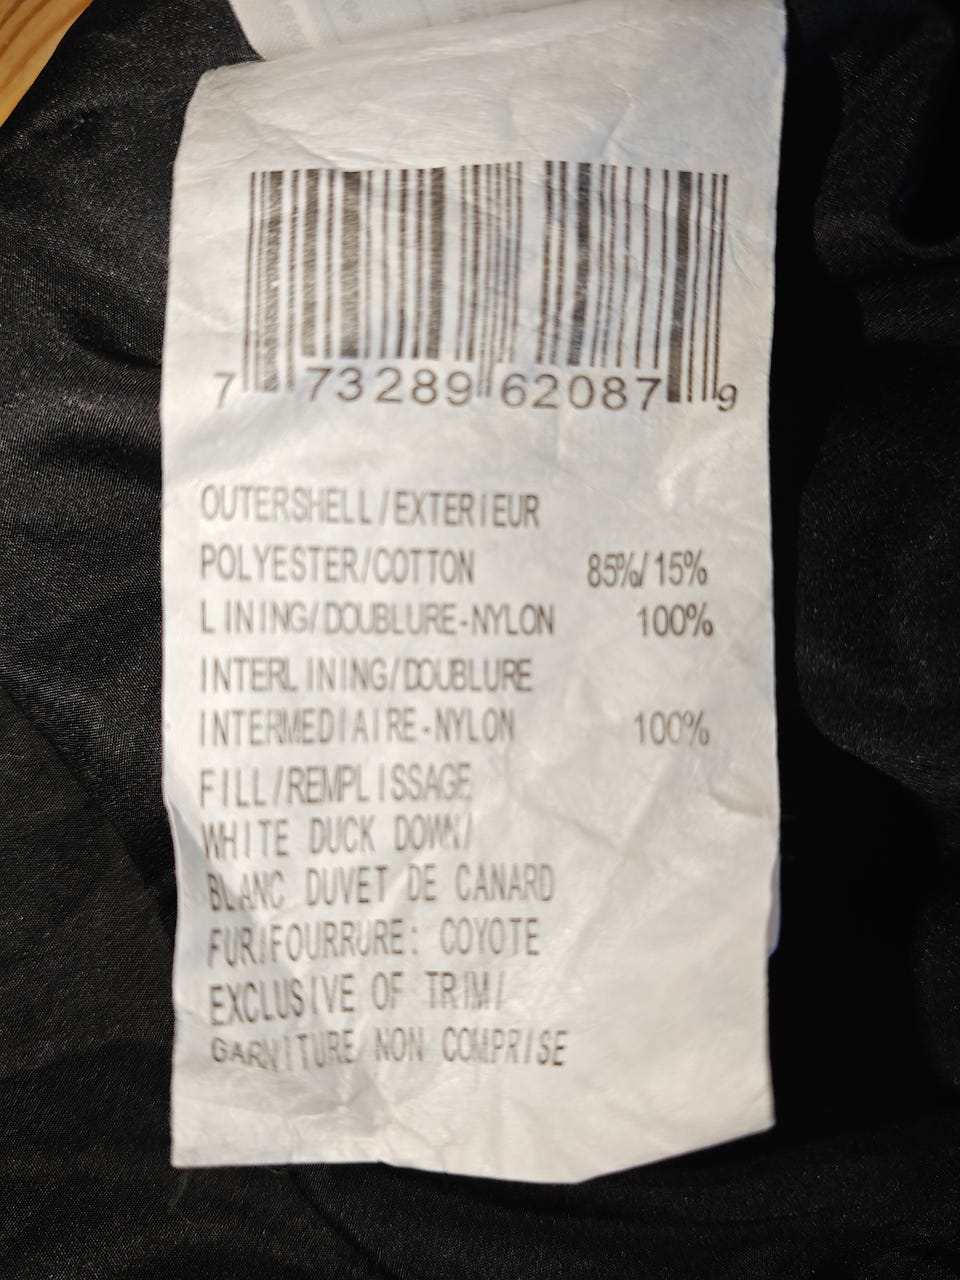 7 73289 62087 9
OUTERSHELL/EXTERIEUR
POLYESTER/COTTON 85%/15%
LINING/DOUBLURE-NYLON 100%
INTERLINING/DOUBLURE
INTERMEDIAIRE-NYLON 100%
FILL/REMPLISSAGE
WHITE DUCK DOWN/
BLANC DUVET DE CANARD
FUR/FOURRURE: COYOTE
EXCLUSIVE OF TRIM/
GARNITURE NON COMPRISE